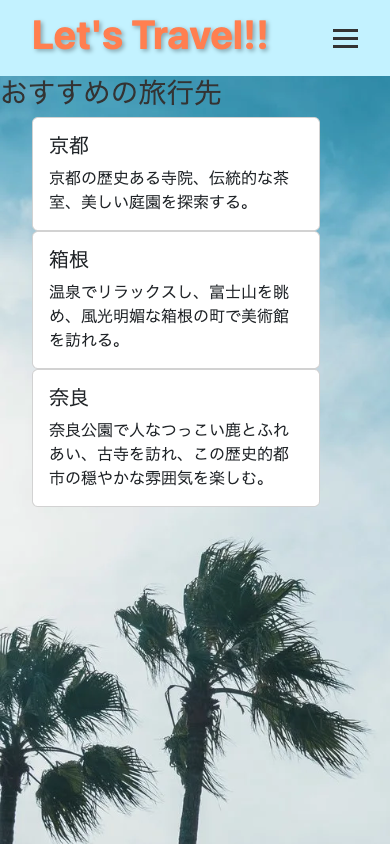 Let's Travel!!
おすすめの旅行先
京都
京都の歴史ある寺院、伝統的な茶
室、美しい庭園を探索する。
箱根
温泉でリラックスし、富士山を眺
め、風光明媚な箱根の町で美術館
を訪れる。
奈良
奈良公園で人なつっこい鹿とふれ
あい、古寺を訪れ、この歴史的都
市の穏やかな雰囲気を楽しむ。